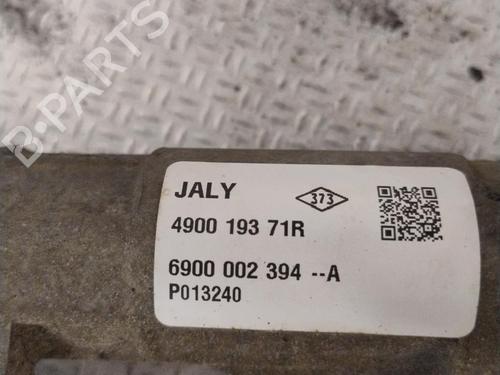 B-PARTS
JALY
373
4900 193 71R
6900 002 394 --A
P013240